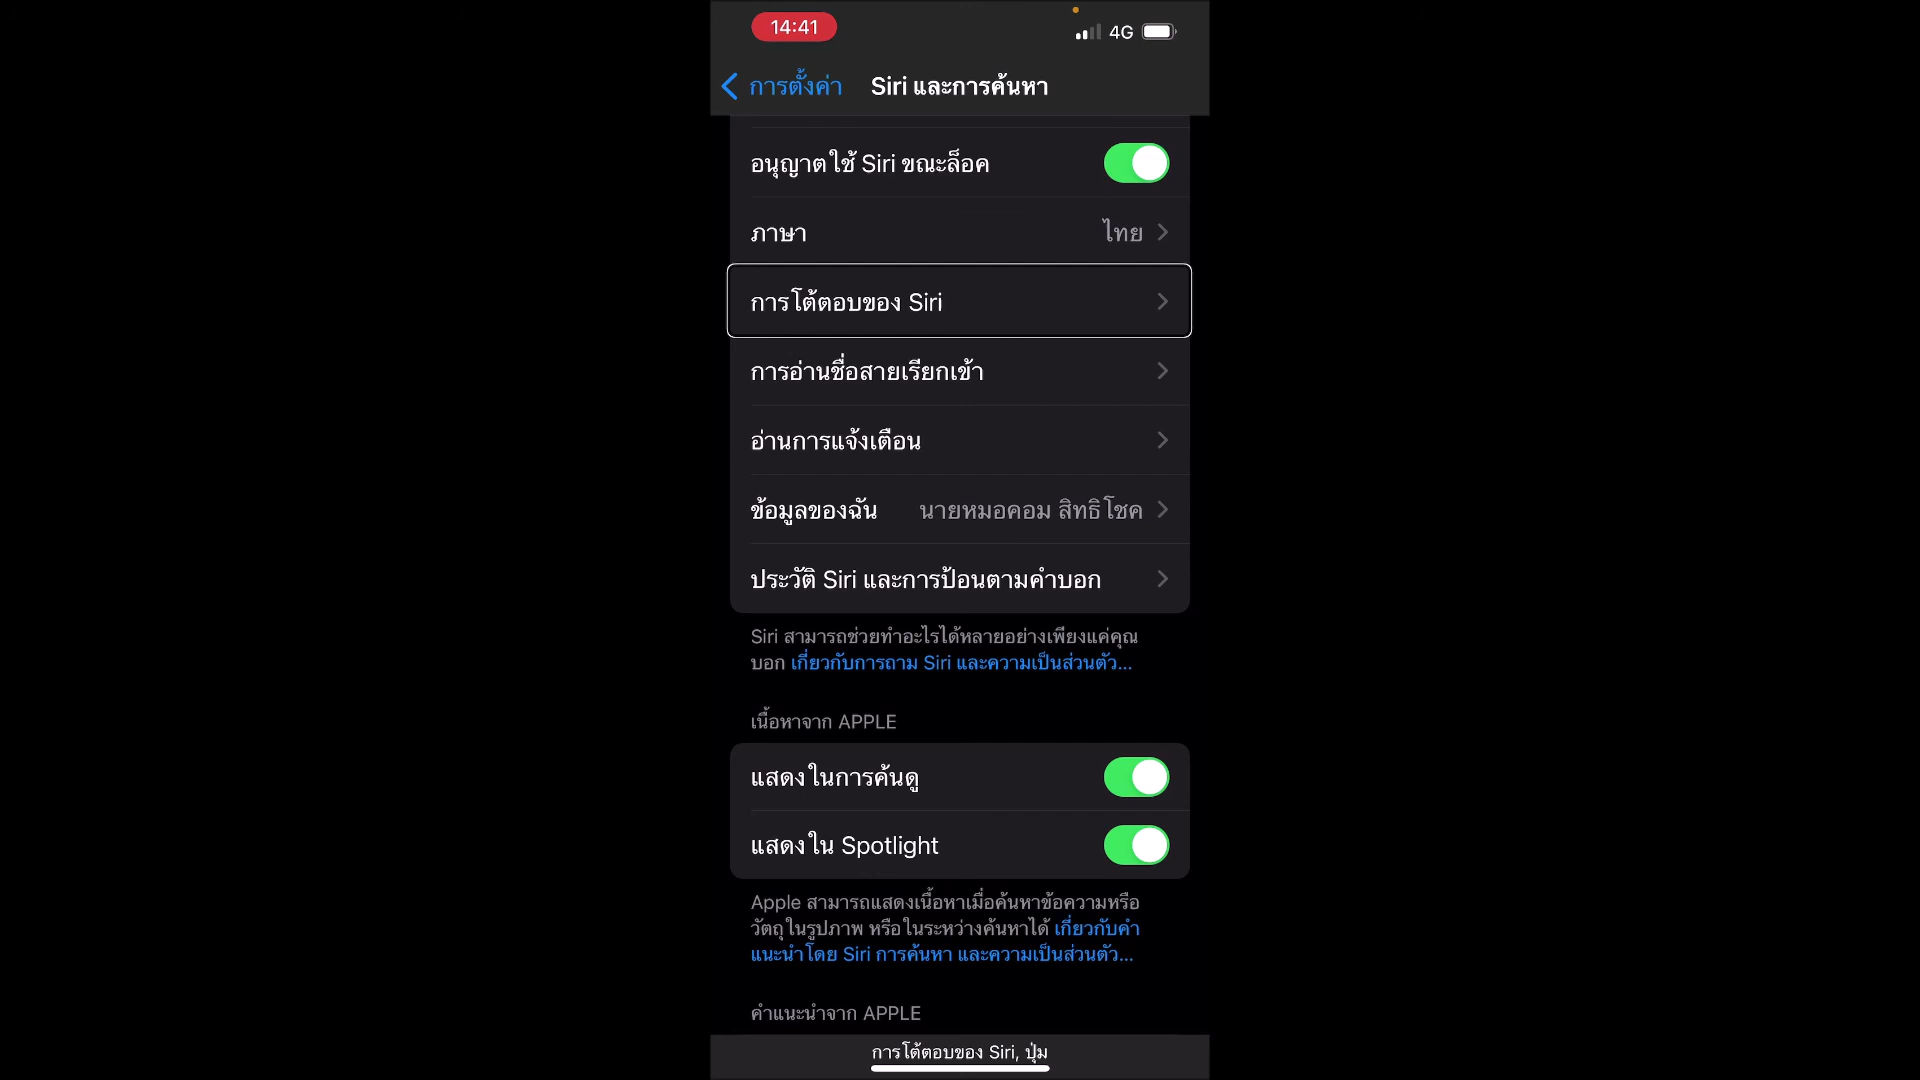 14:41
4G
การตั้งค่า
Siri และการค้นหา
อนุญาตใช้ Siri ขณะล็อค
ภาษา ไทย
การโต้ตอบของ Siri
การอ่านชื่อสายเรียกเข้า
อ่านการแจ้งเตือน
ข้อมูลของฉัน นายหมอคอม สิทธิโชค
ประวัติ Siri และการป้อนตามคำบอก
Siri สามารถช่วยทำอะไรได้หลายอย่างเพียงแค่คุณ
บอก เกี่ยวกับการถาม Siri และความเป็นส่วนตัว...
เนื้อหาจาก APPLE
แสดงในการค้นดู
แสดงใน Spotlight
Apple สามารถแสดงเนื้อหาเมื่อค้นหาข้อความหรือ
วัตถุในรูปภาพ หรือในระหว่างค้นหาได้ เกี่ยวกับคำ
แนะนำโดย Siri การค้นหา และความเป็นส่วนตัว...
คำแนะนำจาก APPLE
การโต้ตอบของ Siri, ปุ่ม